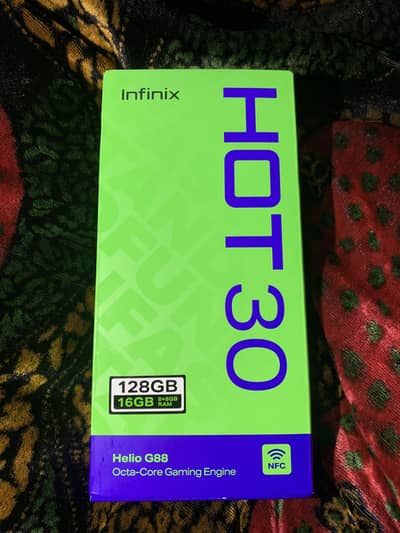 Infinix
HOT 30
128GB
16GB 8+8GB RAM
Helio G88
Octa-Core Gaming Engine
NFC